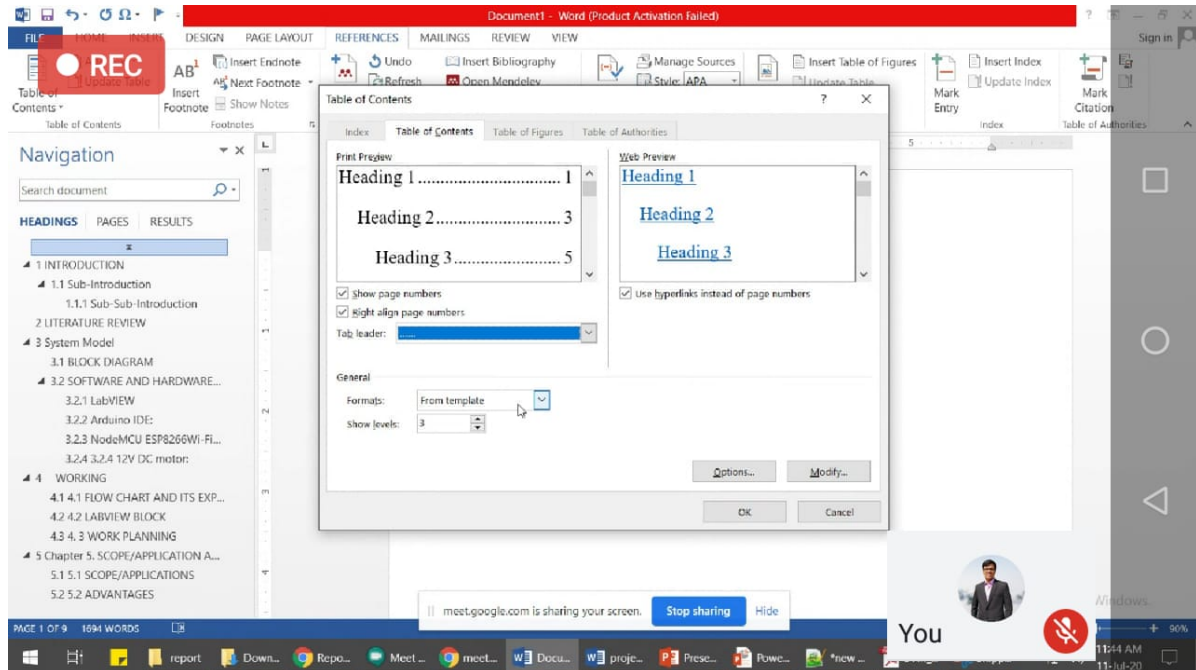 Document1 - Word (Product Activation Failed)
FILE HOME INSERT DESIGN PAGE LAYOUT REFERENCES MAILINGS REVIEW VIEW Sign in
REC
Table of Contents
Update Table
AB1 Insert Footnote
Insert Endnote
Next Footnote
Show Notes
Undo
Refresh
Insert Bibliography
Open Mendeley
Manage Sources
Style: APA
Insert Table of Figures
Update Table
Mark Entry
Insert Index
Update Index
Mark Citation
Table of Contents Footnotes Index Table of Authorities
Navigation
Search document
HEADINGS PAGES RESULTS
1 INTRODUCTION
1.1 Sub-Introduction
1.1.1 Sub-Sub-Introduction
2 LITERATURE REVIEW
3 System Model
3.1 BLOCK DIAGRAM
3.2 SOFTWARE AND HARDWARE...
3.2.1 LabVIEW
3.2.2 Arduino IDE:
3.2.3 NodeMCU ESP8266Wi-Fi...
3.2.4 3.2.4 12V DC motor:
4 WORKING
4.1 4.1 FLOW CHART AND ITS EXP...
4.2 4.2 LABVIEW BLOCK
4.3 4. 3 WORK PLANNING
5 Chapter 5. SCOPE/APPLICATION A...
5.1 5.1 SCOPE/APPLICATIONS
5.2 5.2 ADVANTAGES
Table of Contents ? ×
Index Table of Contents Table of Figures Table of Authorities
Print Preview
Heading 1.............................. 1
Heading 2......................... 3
Heading 3..................... 5
Show page numbers
Right align page numbers
Tab leader: ......
Web Preview
Heading 1
Heading 2
Heading 3
Use hyperlinks instead of page numbers
General
Formats: From template
Show levels: 3
Options... Modify...
OK Cancel
meet.google.com is sharing your screen. Stop sharing Hide
You
Windows.
PAGE 1 OF 9 1694 WORDS 90%
report Down... Repo... Meet ... meet... Docu... proje... Prese... Powe... *new ...
11:44 AM
11-Jul-20